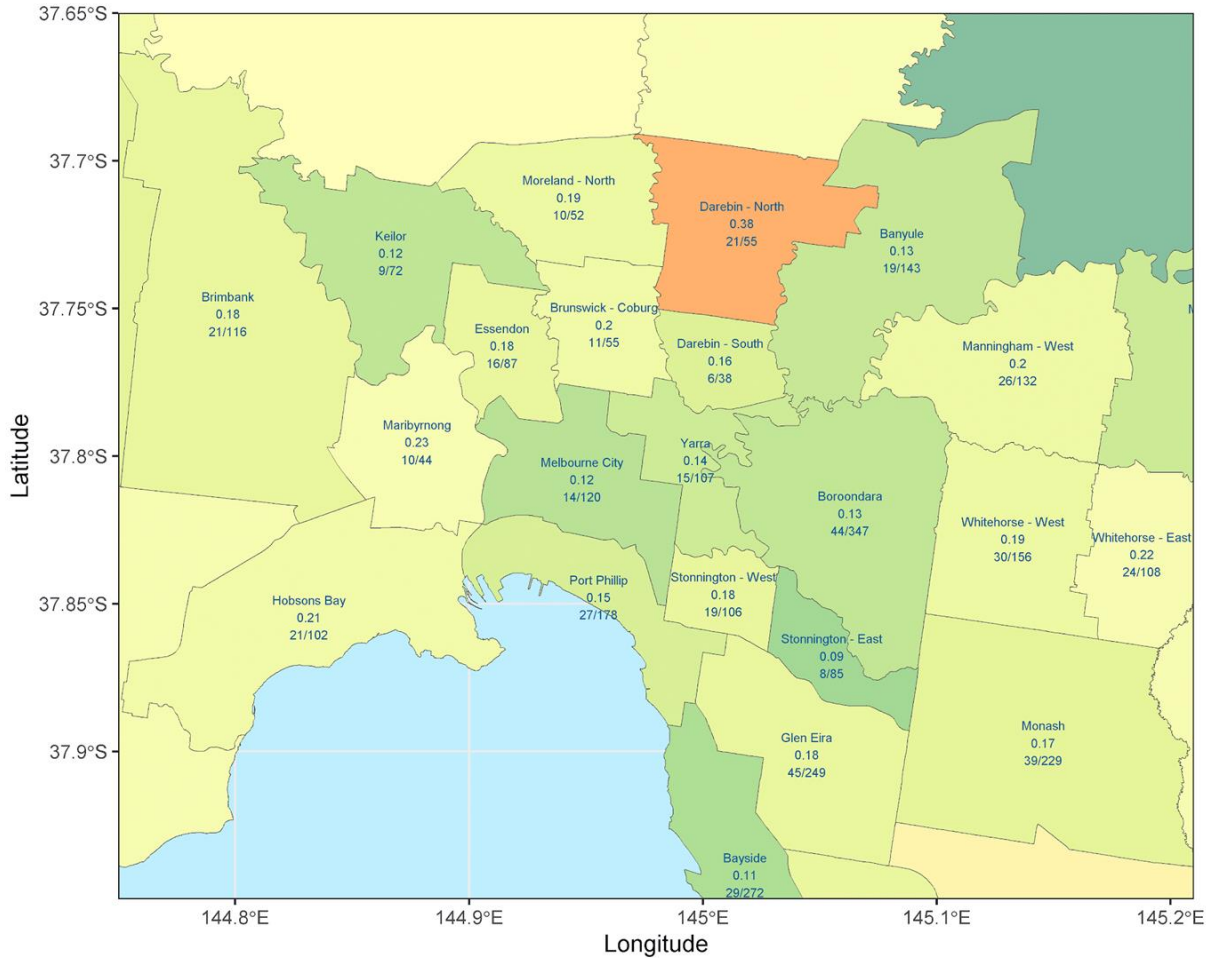 37.65°S
37.7°S
37.75°S
37.8°S
37.85°S
37.9°S
Latitude
Moreland - North
0.19
10/52
Darebin - North
0.38
21/55
Keilor
0.12
9/72
Banyule
0.13
19/143
Brimbank
0.18
21/116
Brunswick - Coburg
0.2
11/55
Essendon
0.18
16/87
Darebin - South
0.16
6/38
Manningham - West
0.2
26/132
M
Maribyrnong
0.23
10/44
Yarra
0.14
15/107
Melbourne City
0.12
14/120
Boroondara
0.13
44/347
Whitehorse - West
0.19
30/156
Whitehorse - East
0.22
24/108
Hobsons Bay
0.21
21/102
Port Phillip
0.15
27/178
Stonnington - West
0.18
19/106
Stonnington - East
0.09
8/85
Glen Eira
0.18
45/249
Monash
0.17
39/229
Bayside
0.11
29/272
144.8°E
144.9°E
145°E
145.1°E
145.2°E
Longitude